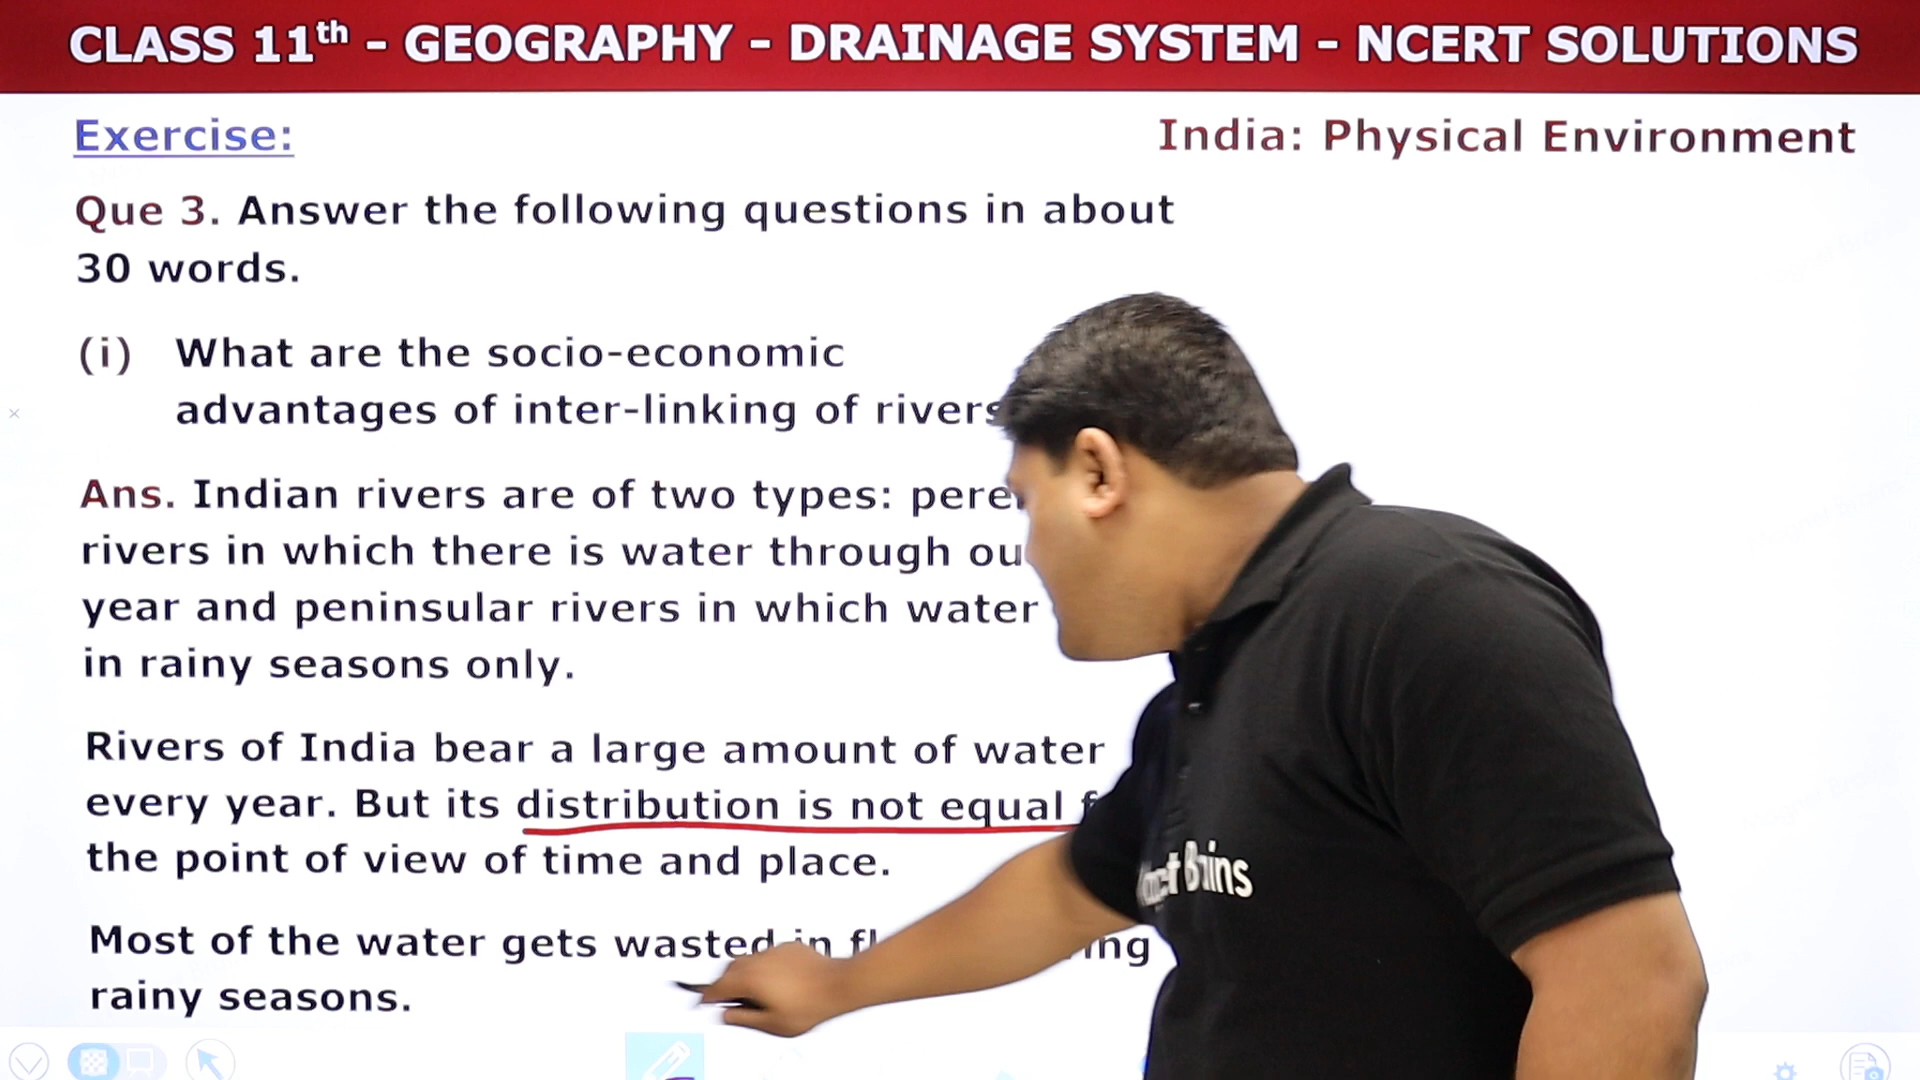 CLASS 11th - GEOGRAPHY - DRAINAGE SYSTEM - NCERT SOLUTIONS
Exercise:
India: Physical Environment
Que 3. Answer the following questions in about
30 words.
(i) What are the socio-economic
advantages of inter-linking of rivers
Ans. Indian rivers are of two types:
rivers in which there is water through
year and peninsular rivers in which water
in rainy seasons only.
Rivers of India bear a large amount of water
every year. But its distribution is not equal
the point of view of time and place.
Most of the water gets wasted in
rainy seasons.